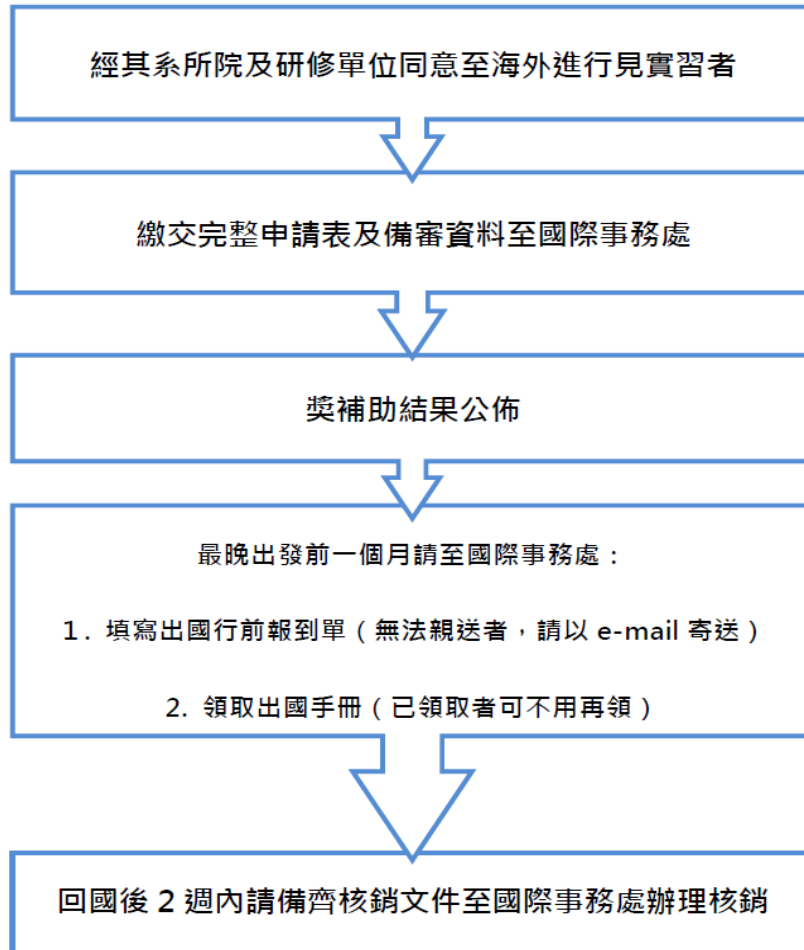 經其系所院及研修單位同意至海外進行見實習者
繳交完整申請表及備審資料至國際事務處
獎補助結果公佈
最晚出發前一個月請至國際事務處：
1. 填寫出國行前報到單（無法親送者，請以 e-mail 寄送）
2. 領取出國手冊（已領取者可不用再領）
回國後 2 週內請備齊核銷文件至國際事務處辦理核銷